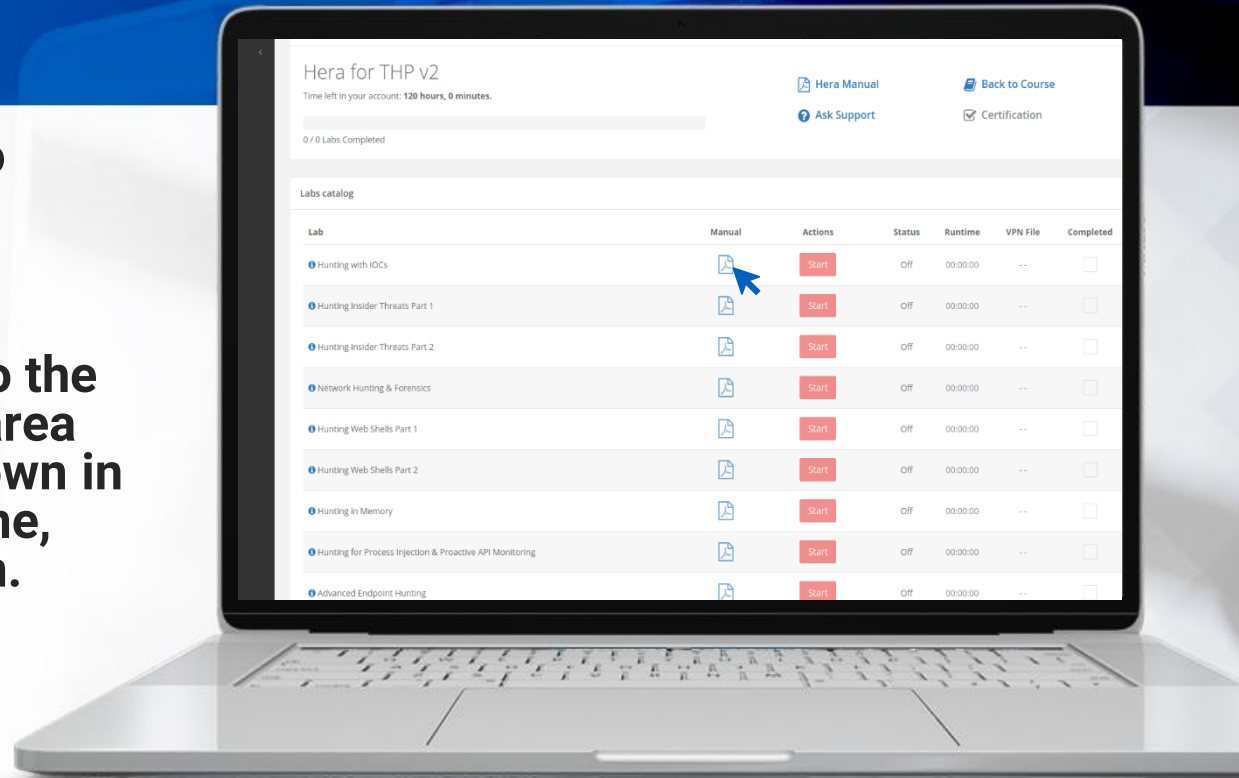 Hera for THP v2
Time left in your account: 120 hours, 0 minutes.
0 / 0 Labs Completed
Hera Manual
Back to Course
Ask Support
Certification
o the
area
own in
ne,
n.
Labs catalog
Lab Manual Actions Status Runtime VPN File Completed
Hunting with IOCs Start Off 00:00:00 --
Hunting Insider Threats Part 1 Start Off 00:00:00 --
Hunting Insider Threats Part 2 Start Off 00:00:00 --
Network Hunting & Forensics Start Off 00:00:00 --
Hunting Web Shells Part 1 Start Off 00:00:00 --
Hunting Web Shells Part 2 Start Off 00:00:00 --
Hunting in Memory Start Off 00:00:00 --
Hunting for Process Injection & Proactive API Monitoring Start Off 00:00:00 --
Advanced Endpoint Hunting Start Off 00:00:00 --